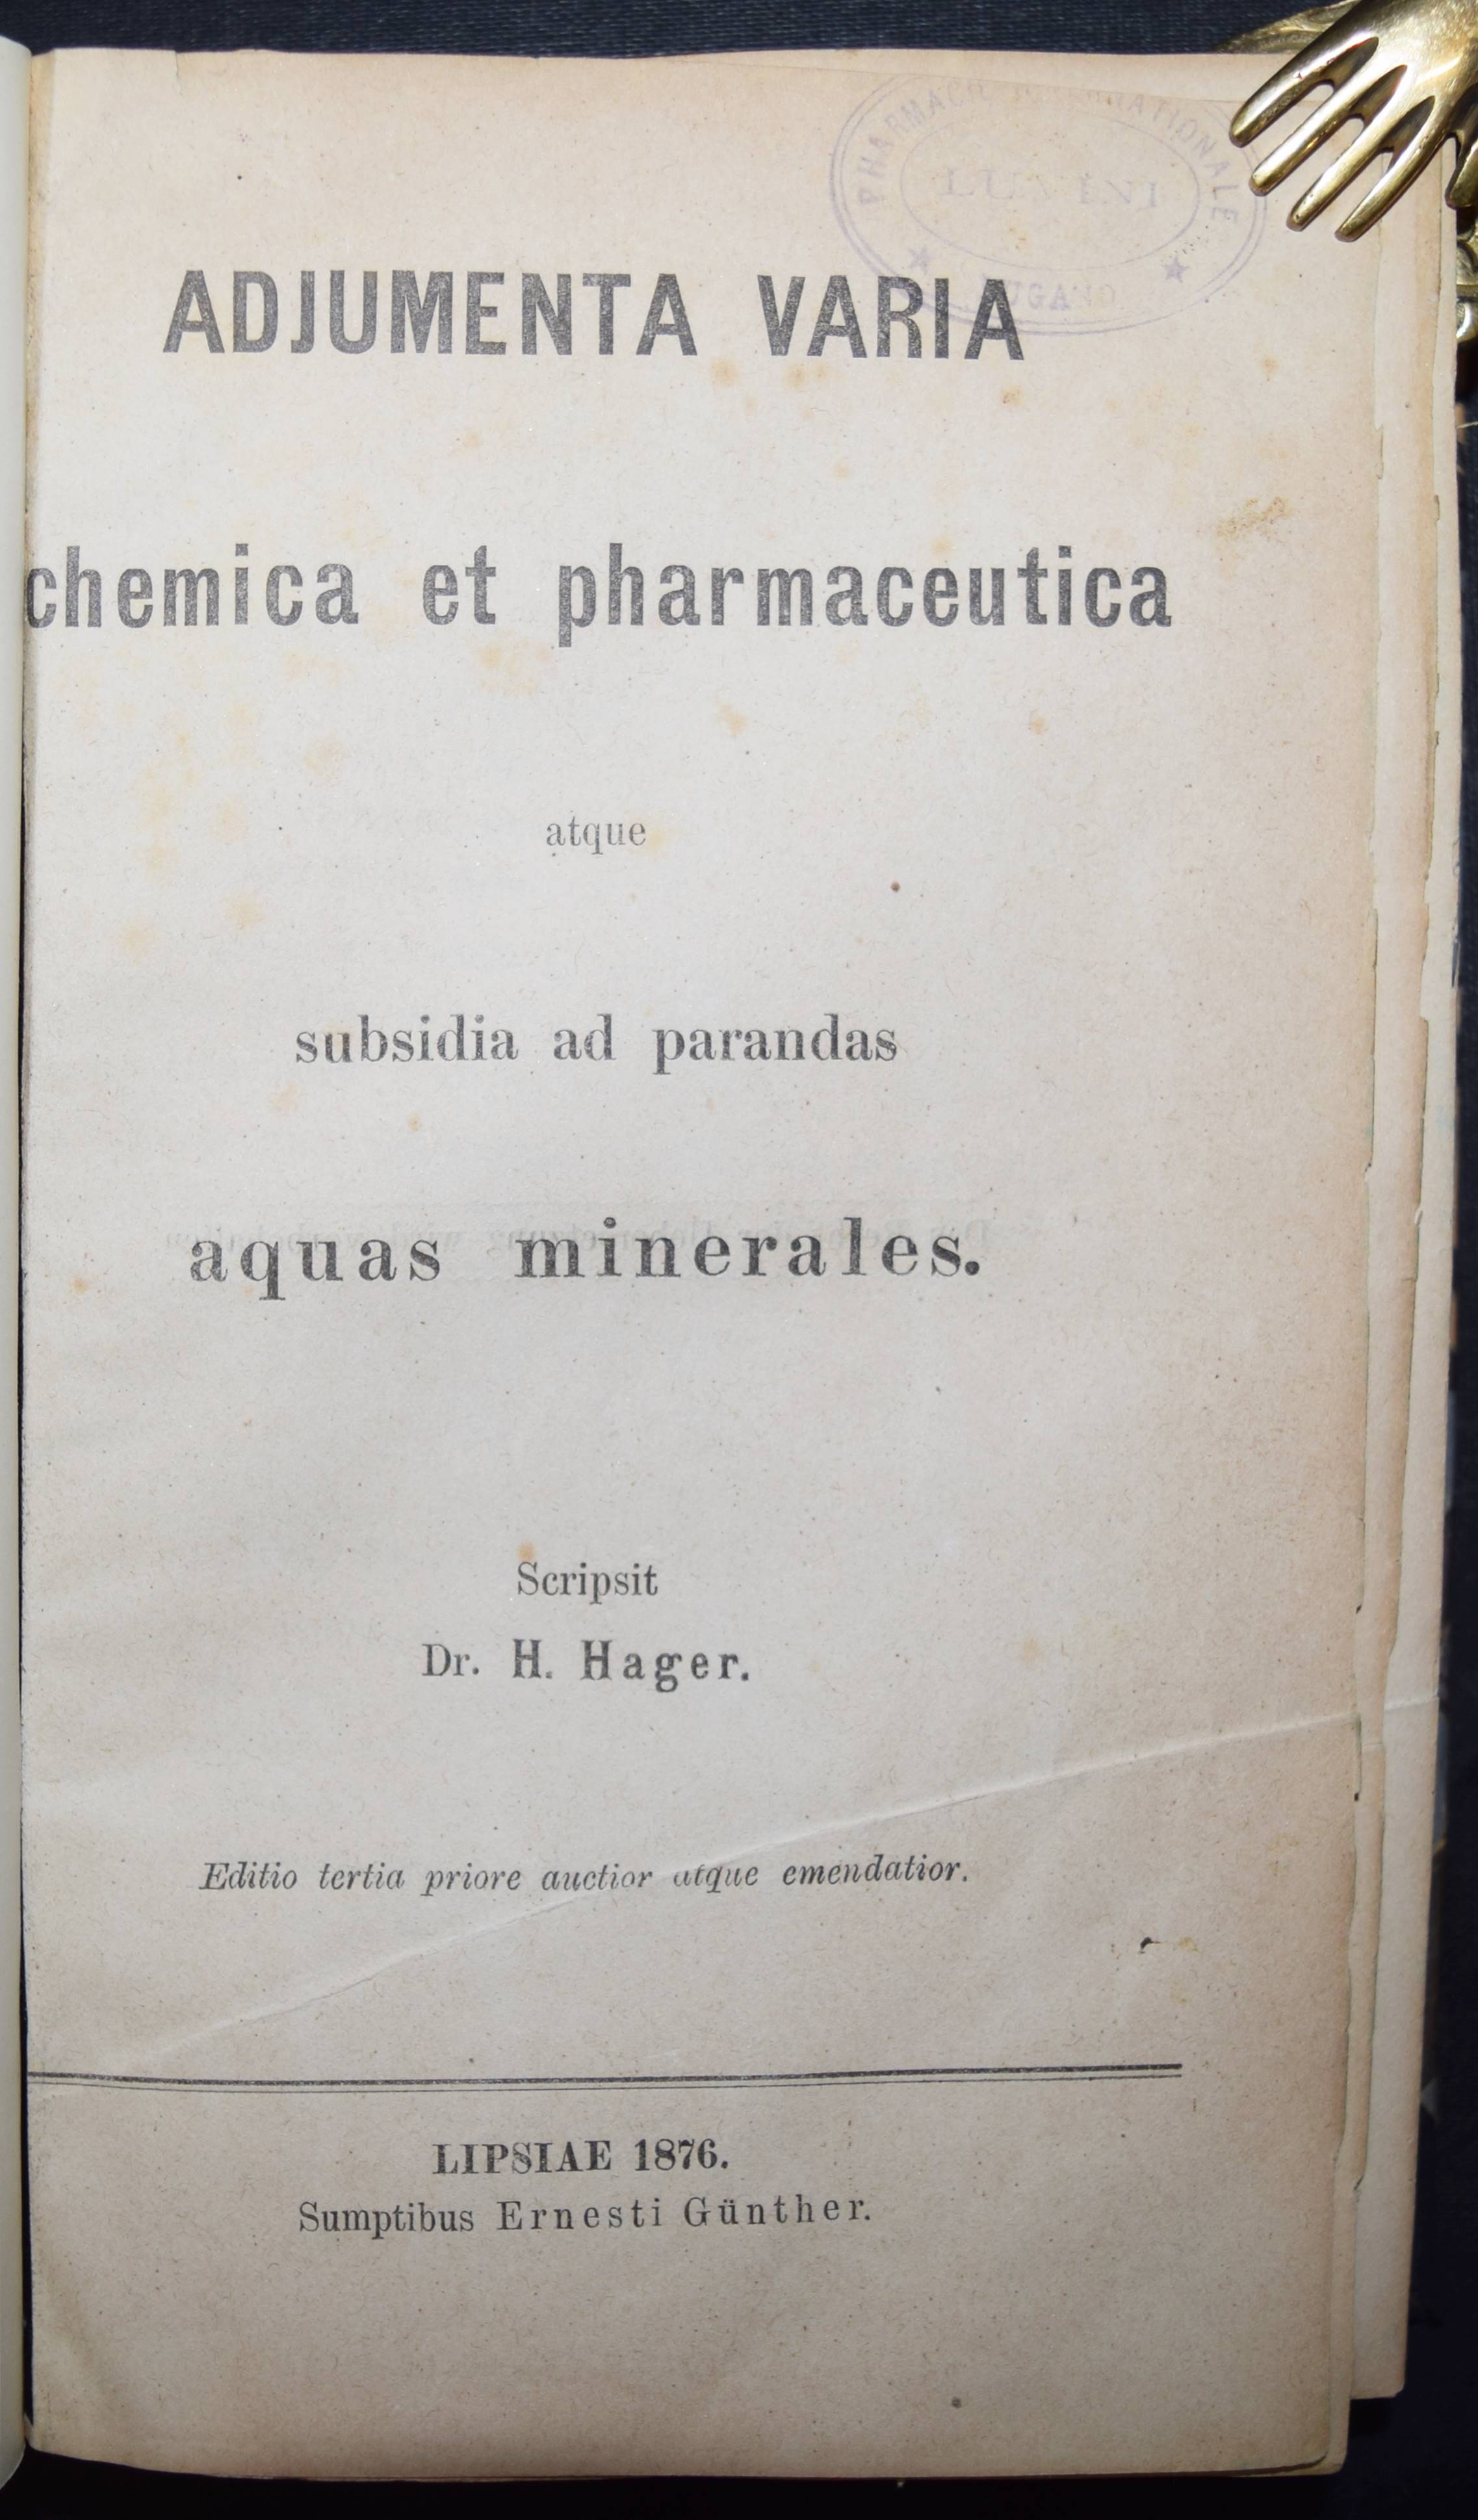 LUVINI
ADJUMENTA VARIA
chemica et pharmaceutica
atque
subsidia ad parandas
aquas minerales.
Scripsit
Dr. H. Hager.
Editio tertia priore auctior atque emendatior.
LIPSIAE 1876.
Sumptibus Ernesti Günther.